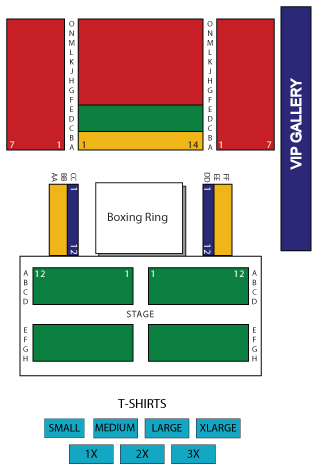 O O
N N
M M
L L
K K
J J
H H
G G
F F
E E
D D
C C
B B
A A
7 1 1 14 1 7
VIP GALLERY
AA BB CC DD EE FF
1 1
Boxing Ring
12 12
12 1 1 12
A A
B B
C C
D D
STAGE
E E
F F
G G
H H
T-SHIRTS
SMALL MEDIUM LARGE XLARGE
1X 2X 3X